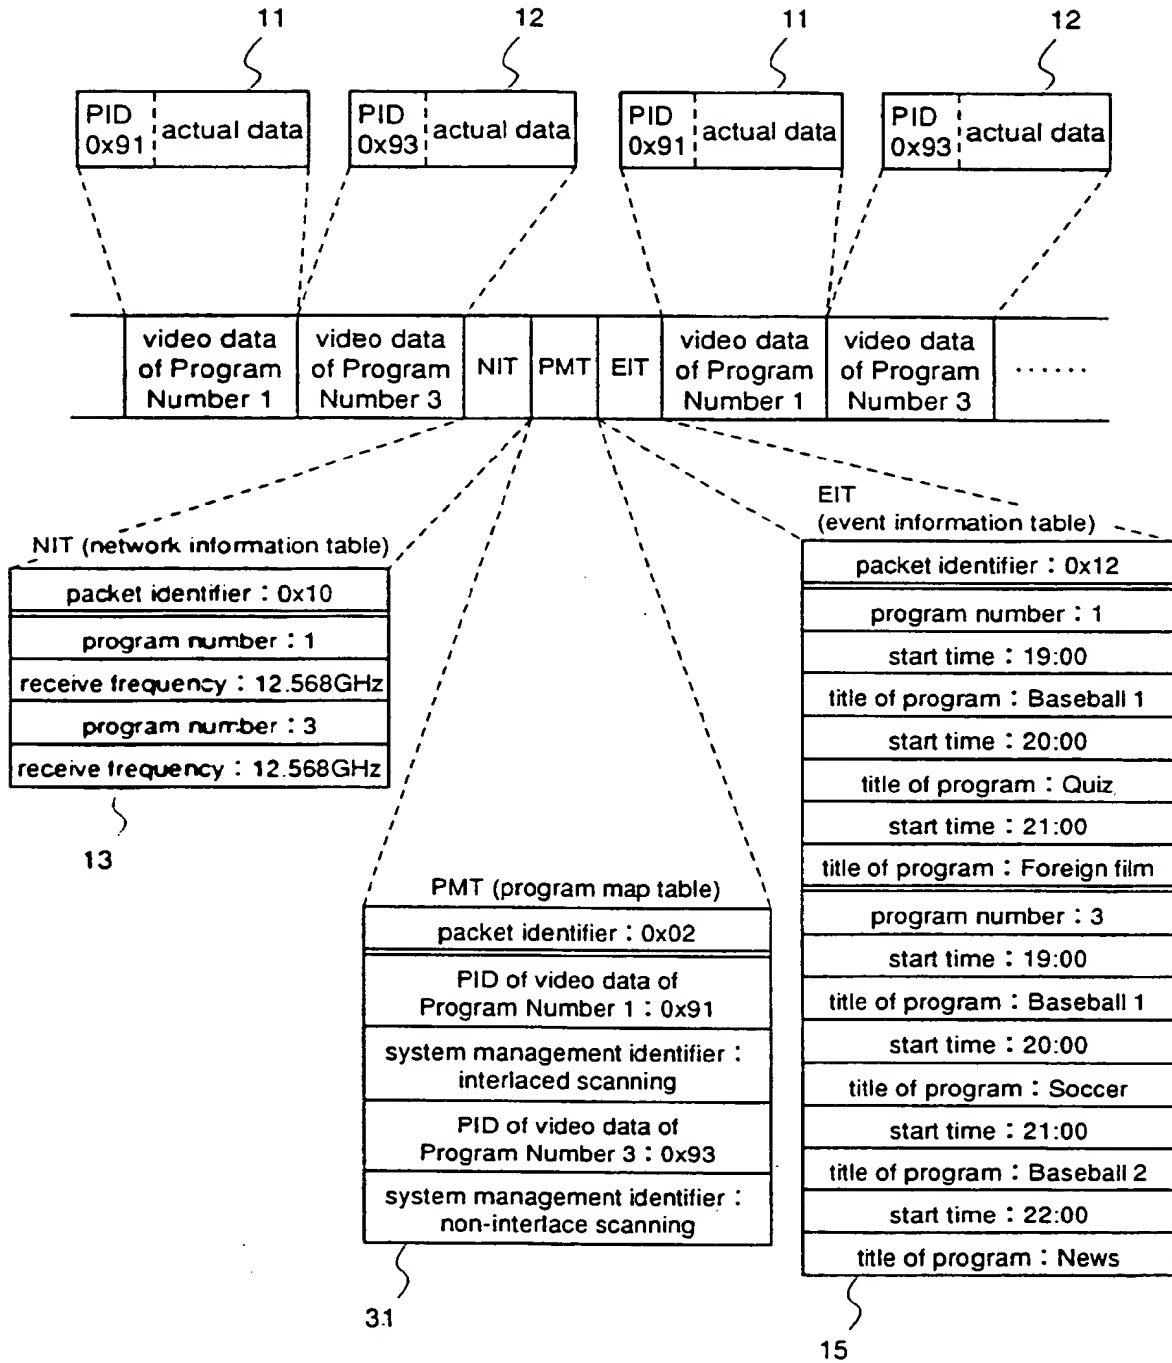 11
12
11
12
PID
0x91
actual data
PID
0x93
actual data
PID
0x91
actual data
PID
0x93
actual data
video data
of Program
Number 1
video data
of Program
Number 3
NIT
PMT
EIT
video data
of Program
Number 1
video data
of Program
Number 3
······
NIT (network information table)
packet identifier : 0x10
program number : 1
receive frequency : 12.568GHz
program number : 3
receive frequency : 12.568GHz
13
PMT (program map table)
packet identifier : 0x02
PID of video data of
Program Number 1 : 0x91
system management identifier :
interlaced scanning
PID of video data of
Program Number 3 : 0x93
system management identifier :
non-interlace scanning
31
EIT
(event information table)
packet identifier : 0x12
program number : 1
start time : 19:00
title of program : Baseball 1
start time : 20:00
title of program : Quiz
start time : 21:00
title of program : Foreign film
program number : 3
start time : 19:00
title of program : Baseball 1
start time : 20:00
title of program : Soccer
start time : 21:00
title of program : Baseball 2
start time : 22:00
title of program : News
15